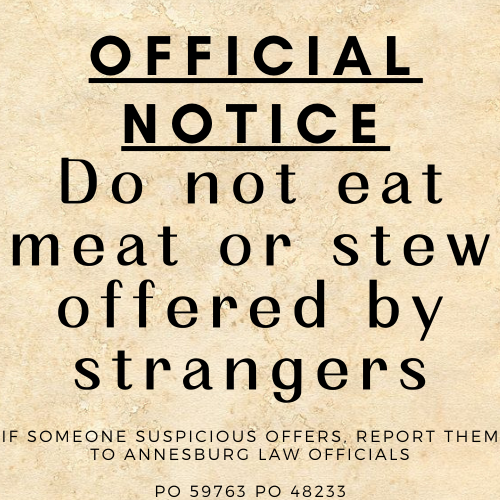 OFFICIAL
NOTICE
Do not eat
meat or stew
offered by
strangers
IF SOMEONE SUSPICIOUS OFFERS, REPORT THEM
TO ANNESBURG LAW OFFICIALS
PO 59763 PO 48233